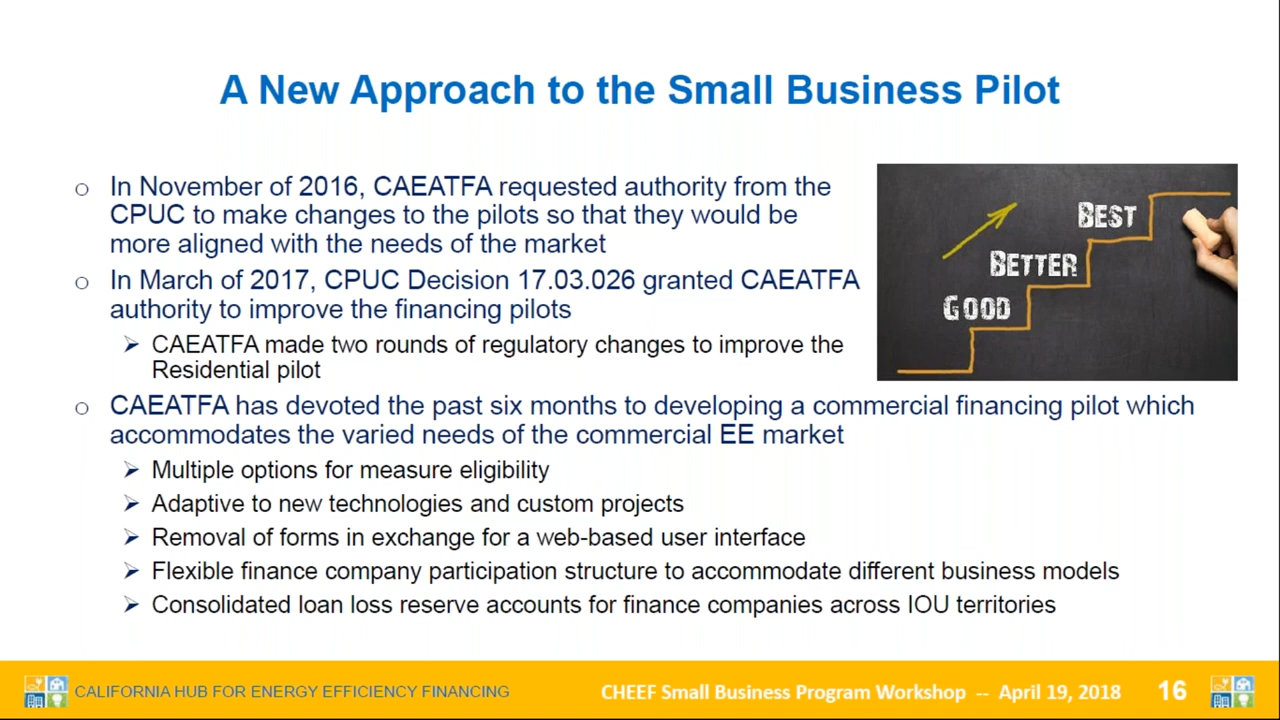 A New Approach to the Small Business Pilot
o In November of 2016, CAEATFA requested authority from the
CPUC to make changes to the pilots so that they would be
more aligned with the needs of the market
o In March of 2017, CPUC Decision 17.03.026 granted CAEATFA
authority to improve the financing pilots
➢ CAEATFA made two rounds of regulatory changes to improve the
Residential pilot
o CAEATFA has devoted the past six months to developing a commercial financing pilot which
accommodates the varied needs of the commercial EE market
➢ Multiple options for measure eligibility
➢ Adaptive to new technologies and custom projects
➢ Removal of forms in exchange for a web-based user interface
➢ Flexible finance company participation structure to accommodate different business models
➢ Consolidated loan loss reserve accounts for finance companies across IOU territories
BEST
BETTER
GOOD
CALIFORNIA HUB FOR ENERGY EFFICIENCY FINANCING
CHEEF Small Business Program Workshop -- April 19, 2018
16